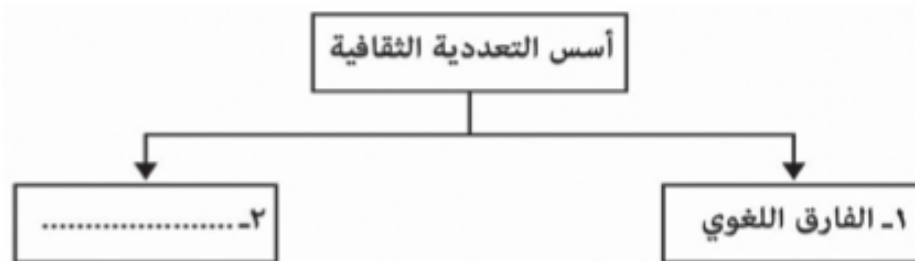 أسس التعددية الثقافية
١ـ الفارق اللغوي
٢ـ ......................